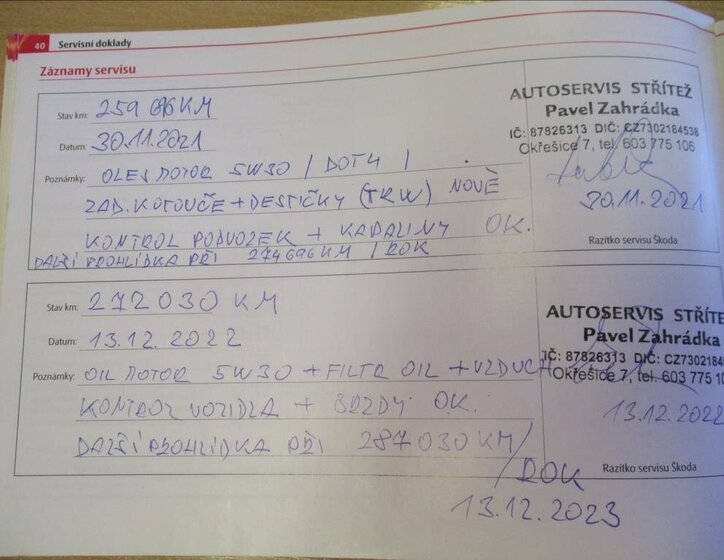 40 Servisní doklady
Záznamy servisu
Stav km: 259 696 KM
Datum: 30.11.2021
Poznámky: OLEJ MOTOR 5W30 / DOT4 /
ZAD. KOTOUČE + DESTIČKY (TRW) NOVÉ
KONTROL PODVOZEK + KAPALINY OK.
DALŠÍ PROHLÍDKA PŘI 274696 KM / ROK
AUTOSERVIS STŘÍTEŽ
Pavel Zahrádka
IČ: 87826313 DIČ: CZ7302184538
Okřešice 7, tel. 603 775 106
30.11.2021
Razítko servisu Škoda
Stav km: 272 030 KM
Datum: 13.12.2022
Poznámky: OIL MOTOR 5W30 + FILTR OIL + VZDUCH
KONTROL VOZIDLA + BRZDY OK.
DALŠÍ PROHLÍDKA PŘI 287030 KM /
ROK
13.12.2023
AUTOSERVIS STŘÍTE
Pavel Zahrádka
IČ: 87826313 DIČ: CZ7302184
Okřešice 7, tel. 603 775 10
13.12.2022
Razítko servisu Škoda